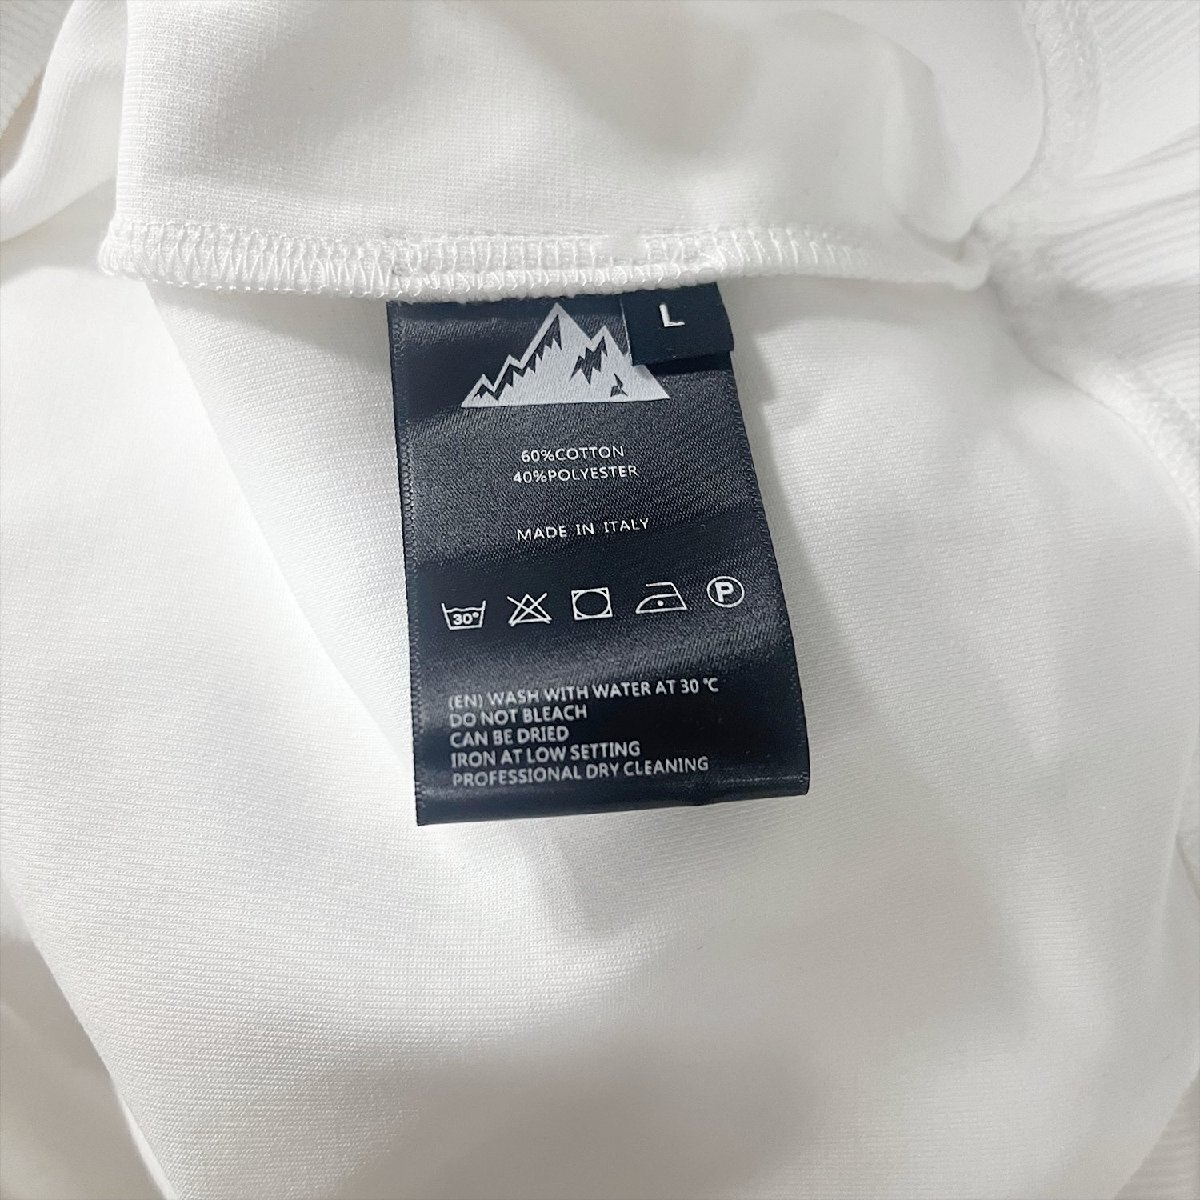 L
60%COTTON
40%POLYESTER
MADE IN ITALY
30° P
(EN) WASH WITH WATER AT 30 ℃
DO NOT BLEACH
CAN BE DRIED
IRON AT LOW SETTING
PROFESSIONAL DRY CLEANING